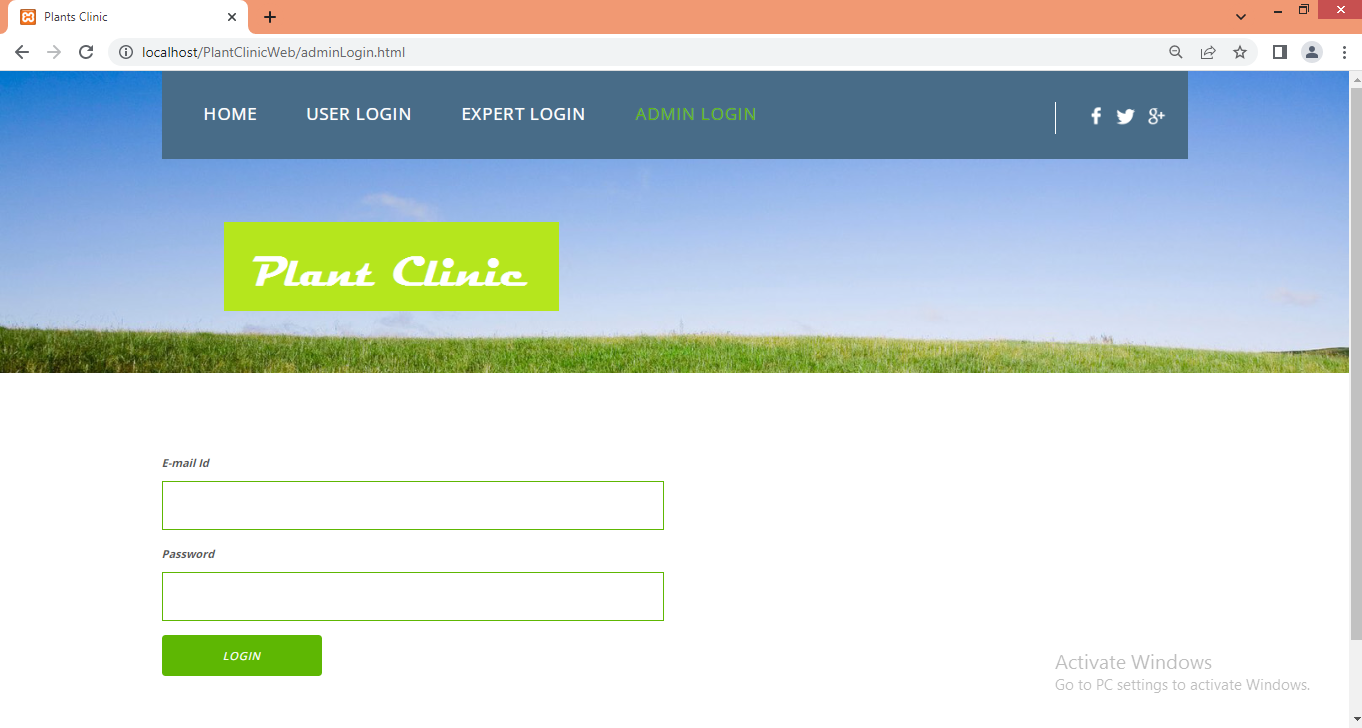 Plants Clinic
localhost/PlantClinicWeb/adminLogin.html
HOME USER LOGIN EXPERT LOGIN ADMIN LOGIN
Plant Clinic
E-mail Id
Password
LOGIN
Activate Windows
Go to PC settings to activate Windows.